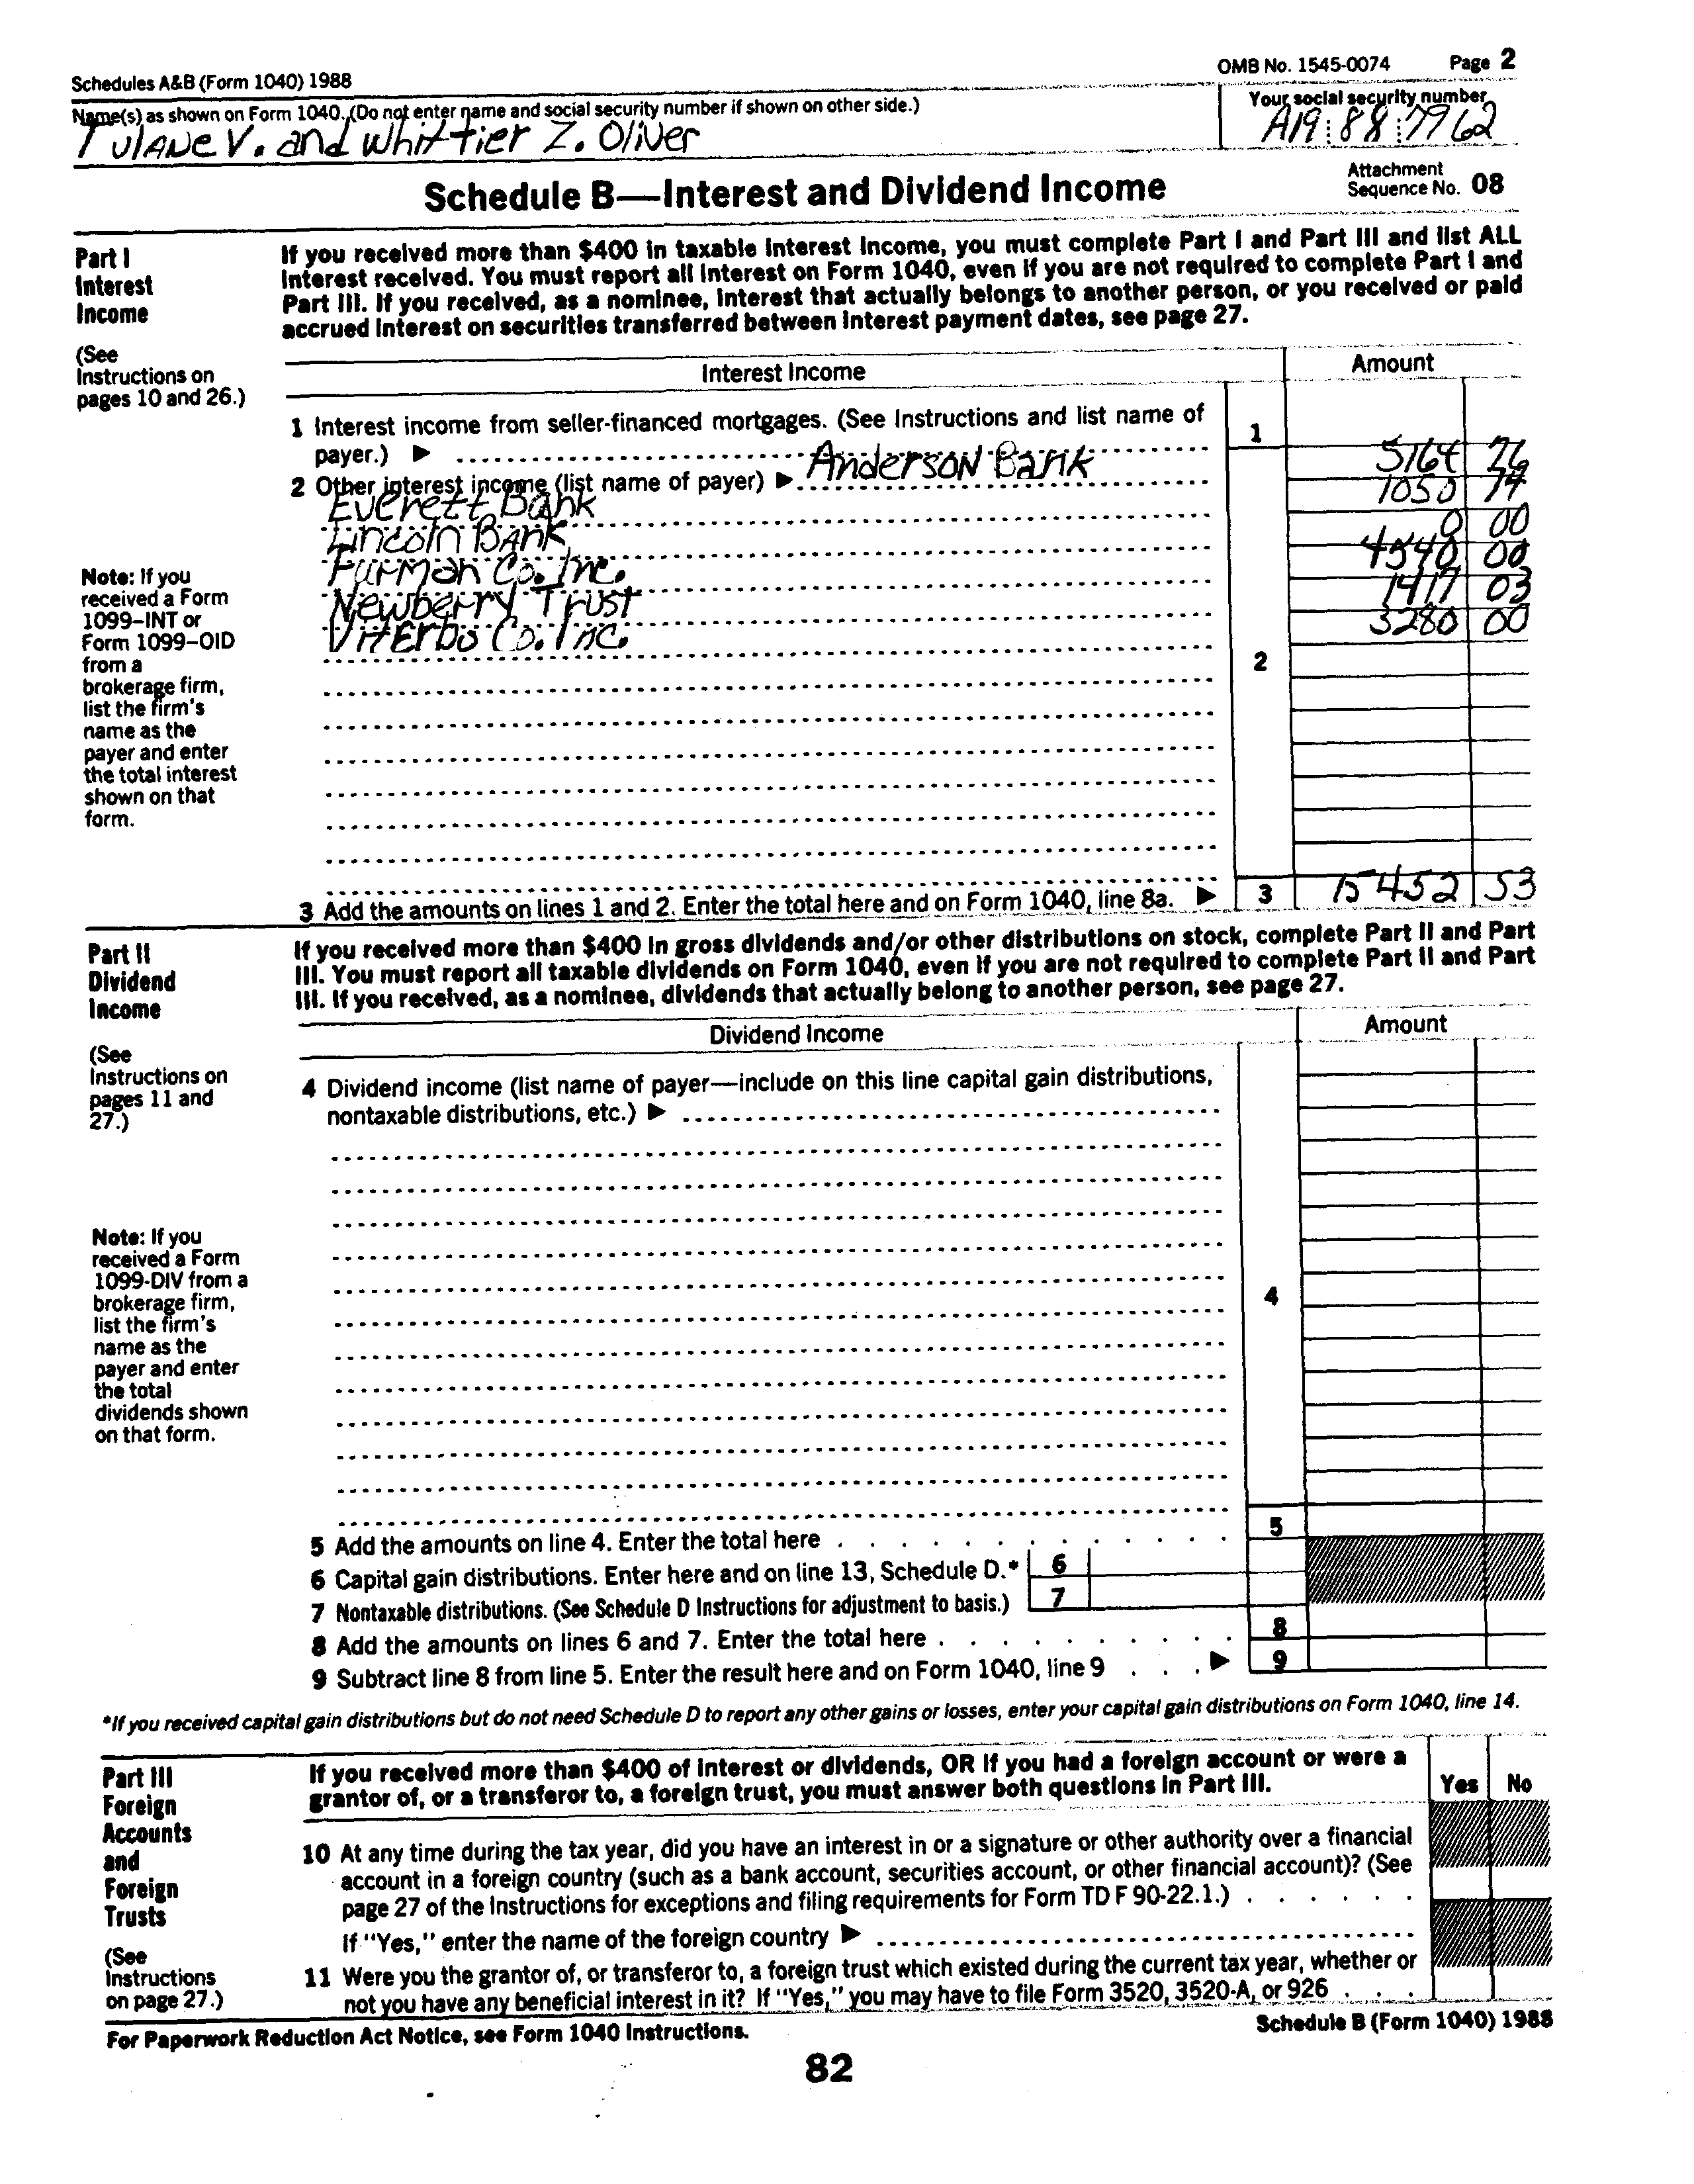 Schedules A&B (Form 1040) 1988
OMB No. 1545-0074 Page 2
Name(s) as shown on Form 1040. (Do not enter name and social security number if shown on other side.)
Your social security number
Tulane V. and Whittier Z. Oliver
A19 88 7962
Schedule B—Interest and Dividend Income
Attachment
Sequence No. 08
Part I
Interest
Income
(See
Instructions on
pages 10 and 26.)
If you received more than $400 in taxable interest income, you must complete Part I and Part III and list ALL
interest received. You must report all interest on Form 1040, even if you are not required to complete Part I and
Part III. If you received, as a nominee, interest that actually belongs to another person, or you received or paid
accrued interest on securities transferred between interest payment dates, see page 27.
Interest Income
Amount
1 Interest income from seller-financed mortgages. (See Instructions and list name of
payer.) ▶
1
2 Other interest income (list name of payer) ▶ Anderson Bank 5164 76
Everett Bank 1050 74
Lincoln Bank 0 00
Furman Co. Inc. 4540 00
Newberry Trust 1417 03
Viterbo Co. Inc. 3280 00
2
Note: If you
received a Form
1099–INT or
Form 1099–OID
from a
brokerage firm,
list the firm's
name as the
payer and enter
the total interest
shown on that
form.
3 Add the amounts on lines 1 and 2. Enter the total here and on Form 1040, line 8a. ▶ 3 15452 53
Part II
Dividend
Income
(See
Instructions on
pages 11 and
27.)
If you received more than $400 in gross dividends and/or other distributions on stock, complete Part II and Part
III. You must report all taxable dividends on Form 1040, even if you are not required to complete Part II and Part
III. If you received, as a nominee, dividends that actually belong to another person, see page 27.
Dividend Income
Amount
4 Dividend income (list name of payer—include on this line capital gain distributions,
nontaxable distributions, etc.) ▶
4
Note: If you
received a Form
1099-DIV from a
brokerage firm,
list the firm's
name as the
payer and enter
the total
dividends shown
on that form.
5 Add the amounts on line 4. Enter the total here . . . . . . . . . . . . . 5
6 Capital gain distributions. Enter here and on line 13, Schedule D.* 6
7 Nontaxable distributions. (See Schedule D Instructions for adjustment to basis.) 7
8 Add the amounts on lines 6 and 7. Enter the total here . . . . . . . . . . 8
9 Subtract line 8 from line 5. Enter the result here and on Form 1040, line 9 . . . ▶ 9
*If you received capital gain distributions but do not need Schedule D to report any other gains or losses, enter your capital gain distributions on Form 1040, line 14.
Part III
Foreign
Accounts
and
Foreign
Trusts
(See
Instructions
on page 27.)
If you received more than $400 of interest or dividends, OR if you had a foreign account or were a
grantor of, or a transferor to, a foreign trust, you must answer both questions in Part III.
Yes No
10 At any time during the tax year, did you have an interest in or a signature or other authority over a financial
account in a foreign country (such as a bank account, securities account, or other financial account)? (See
page 27 of the Instructions for exceptions and filing requirements for Form TD F 90-22.1.) . . . . . .
If "Yes," enter the name of the foreign country ▶
11 Were you the grantor of, or transferor to, a foreign trust which existed during the current tax year, whether or
not you have any beneficial interest in it? If "Yes," you may have to file Form 3520, 3520-A, or 926 . . .
For Paperwork Reduction Act Notice, see Form 1040 Instructions.
Schedule B (Form 1040) 1988
82